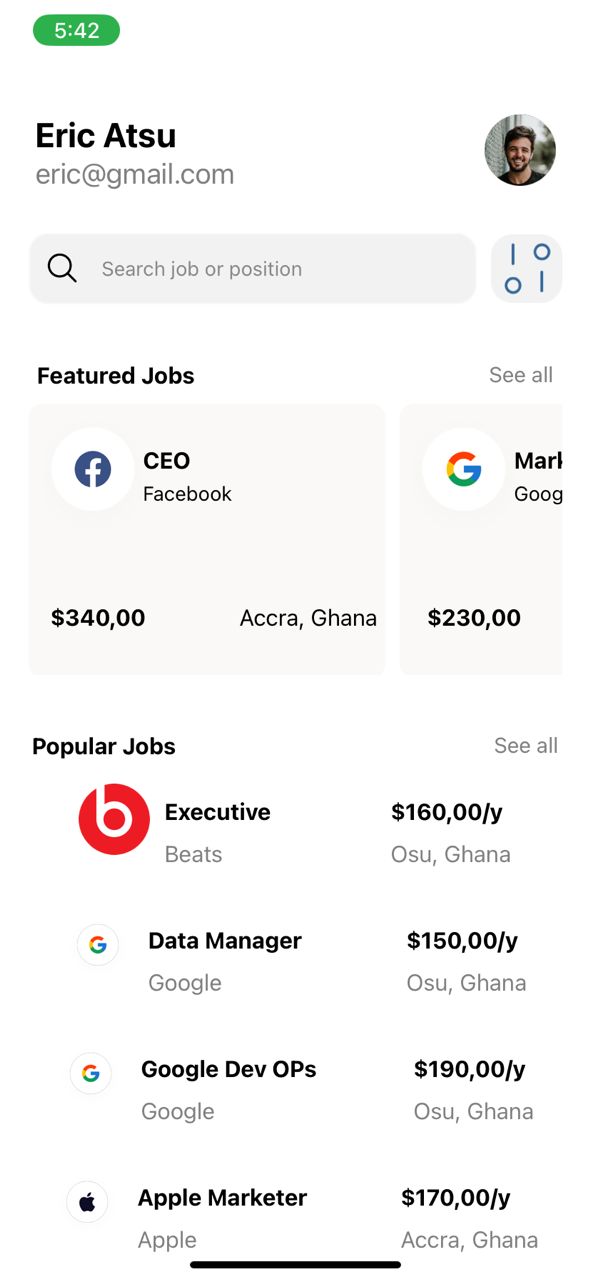 5:42
Eric Atsu
eric@gmail.com
Search job or position
Featured Jobs See all
CEO
Facebook
$340,00 Accra, Ghana
Mark
Goog
$230,00
Popular Jobs See all
Executive $160,00/y
Beats Osu, Ghana
Data Manager $150,00/y
Google Osu, Ghana
Google Dev OPs $190,00/y
Google Osu, Ghana
Apple Marketer $170,00/y
Apple Accra, Ghana